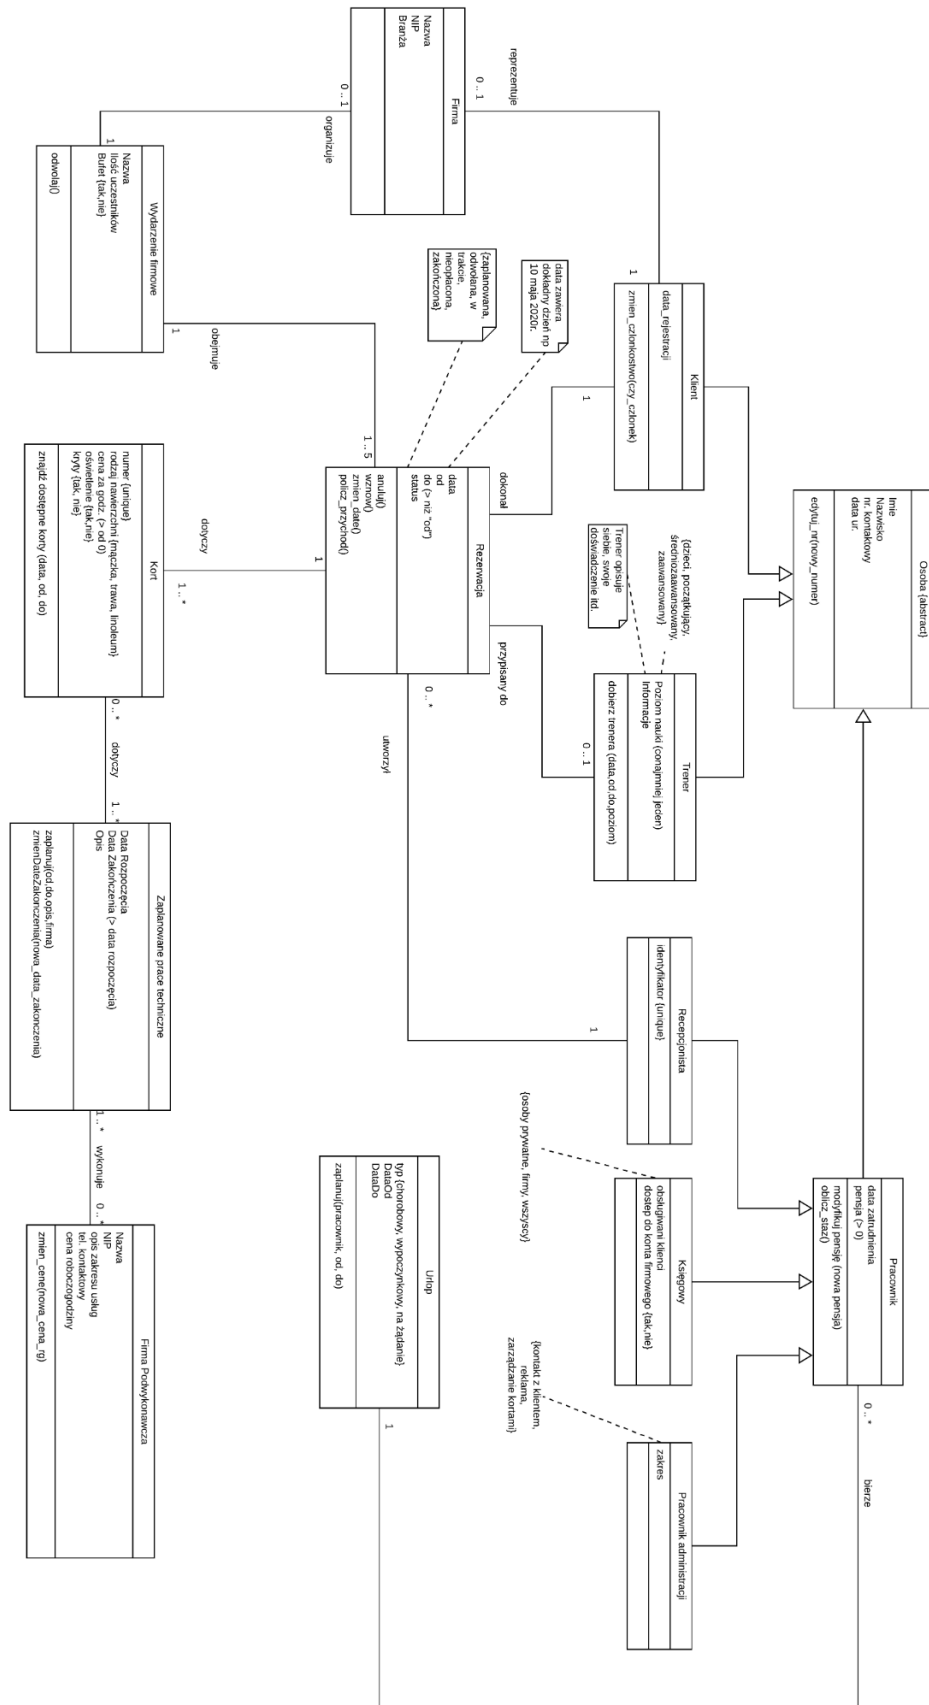 Osoba {abstract}
Imie
Nazwisko
nr. kontaktowy
data ur.
edytuj_nr(nowy_numer)
Pracownik
data zatrudnienia
pensja (> 0)
modyfikuj pensję (nowa pensja)
oblicz_staz()
0 .. *
bierze
Klient
data_rejestracji
zmien_czlonkostwo(czy_czlonek)
1
1
Trener
Poziom nauki (conajmniej jeden)
Informacje
dobierz trenera (data,od,do,poziom)
0 .. 1
{dzieci, początkujący,
średniozaawansowany,
zaawansowany}
Trener opisuje
siebie, swoje
doświadczenie itd.
Recepcjonista
identyfikator {unique}
1
Księgowy
obsługiwani klienci
dostep do konta firmowego {tak,nie}
{osoby prywatne, firmy, wszyscy}
Pracownik administracji
zakres
{kontakt z klientem,
reklama,
zarządzanie kortami}
reprezentuje
0 .. 1
Firma
Nazwa
NIP
Branża
0 .. 1
organizuje
data zawiera
dokładny dzień np
10 maja 2020r.
{zaplanowana,
odwołana, w
trakcie,
nieopłacona,
zakończona}
dokonał
Rezerwacja
data
od
do (> niż "od")
status
anuluj()
wznow()
zmien_date()
policz_przychod()
1 .. 5
1
przypisany do
0 .. *
utworzył
Urlop
typ {chorobowy, wypoczynkowy, na żądanie}
DataOd
DataDo
zaplanuj(pracownik, od, do)
1
1
Wydarzenie firmowe
Nazwa
Ilość uczestników
Bufet {tak,nie}
odwolaj()
1
obejmuje
dotyczy
1 .. *
Kort
numer {unique}
rodzaj nawierzchni {mączka, trawa, linoleum}
cena za godz. (> od 0)
oświetlenie {tak,nie}
kryty {tak, nie}
znajdź dostępne korty (data, od, do)
0 .. *
dotyczy
1 .. *
Zaplanowane prace techniczne
Data Rozpoczęcia
Data Zakończenia (> data rozpoczęcia)
Opis
zaplanuj(od,do,opis,firma)
zmienDateZakonczenia(nowa_data_zakonczenia)
1 .. *
wykonuje
0 .. *
Firma Podwykonawcza
Nazwa
NIP
opis zakresu usług
tel. kontaktowy
cena roboczogodziny
zmien_cene(nowa_cena_rg)